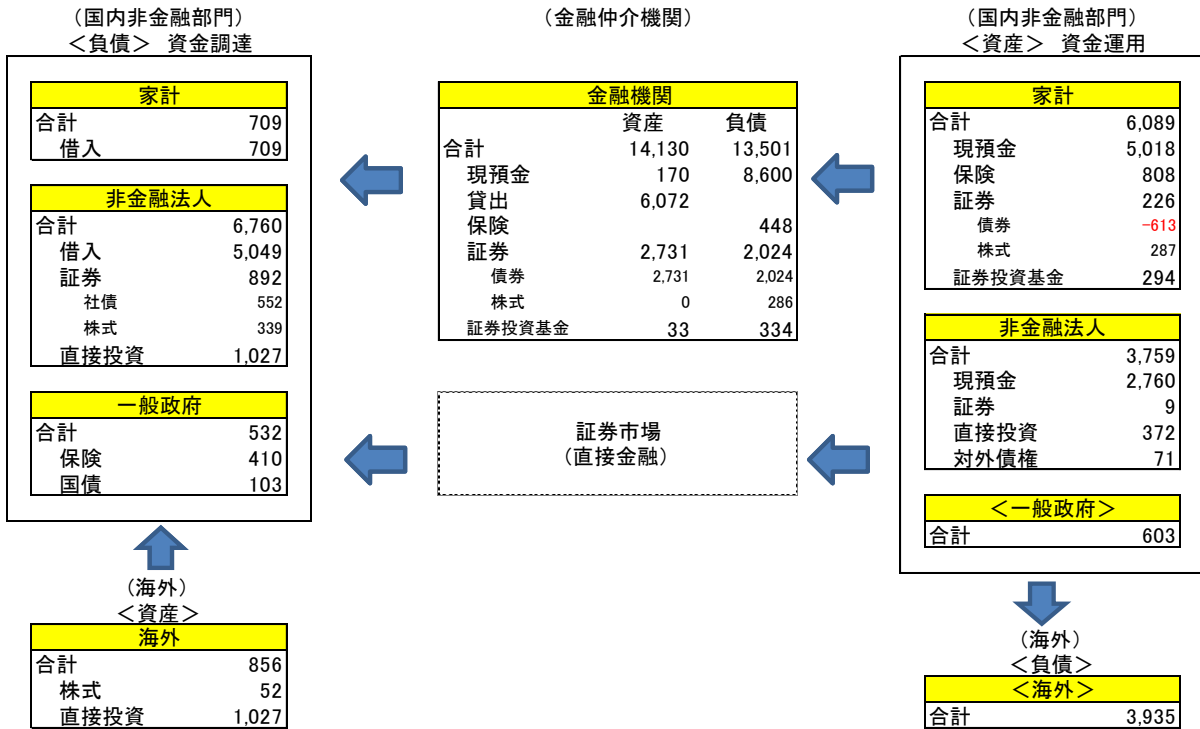 （国内非金融部門）
＜負債＞ 資金調達
家計
合計 709
借入 709
非金融法人
合計 6,760
借入 5,049
証券 892
社債 552
株式 339
直接投資 1,027
一般政府
合計 532
保険 410
国債 103
（海外）
＜資産＞
海外
合計 856
株式 52
直接投資 1,027
（金融仲介機関）
金融機関
資産 負債
合計 14,130 13,501
現預金 170 8,600
貸出 6,072
保険 448
証券 2,731 2,024
債券 2,731 2,024
株式 0 286
証券投資基金 33 334
証券市場
（直接金融）
（国内非金融部門）
＜資産＞ 資金運用
家計
合計 6,089
現預金 5,018
保険 808
証券 226
債券 -613
株式 287
証券投資基金 294
非金融法人
合計 3,759
現預金 2,760
証券 9
直接投資 372
対外債権 71
＜一般政府＞
合計 603
（海外）
＜負債＞
＜海外＞
合計 3,935